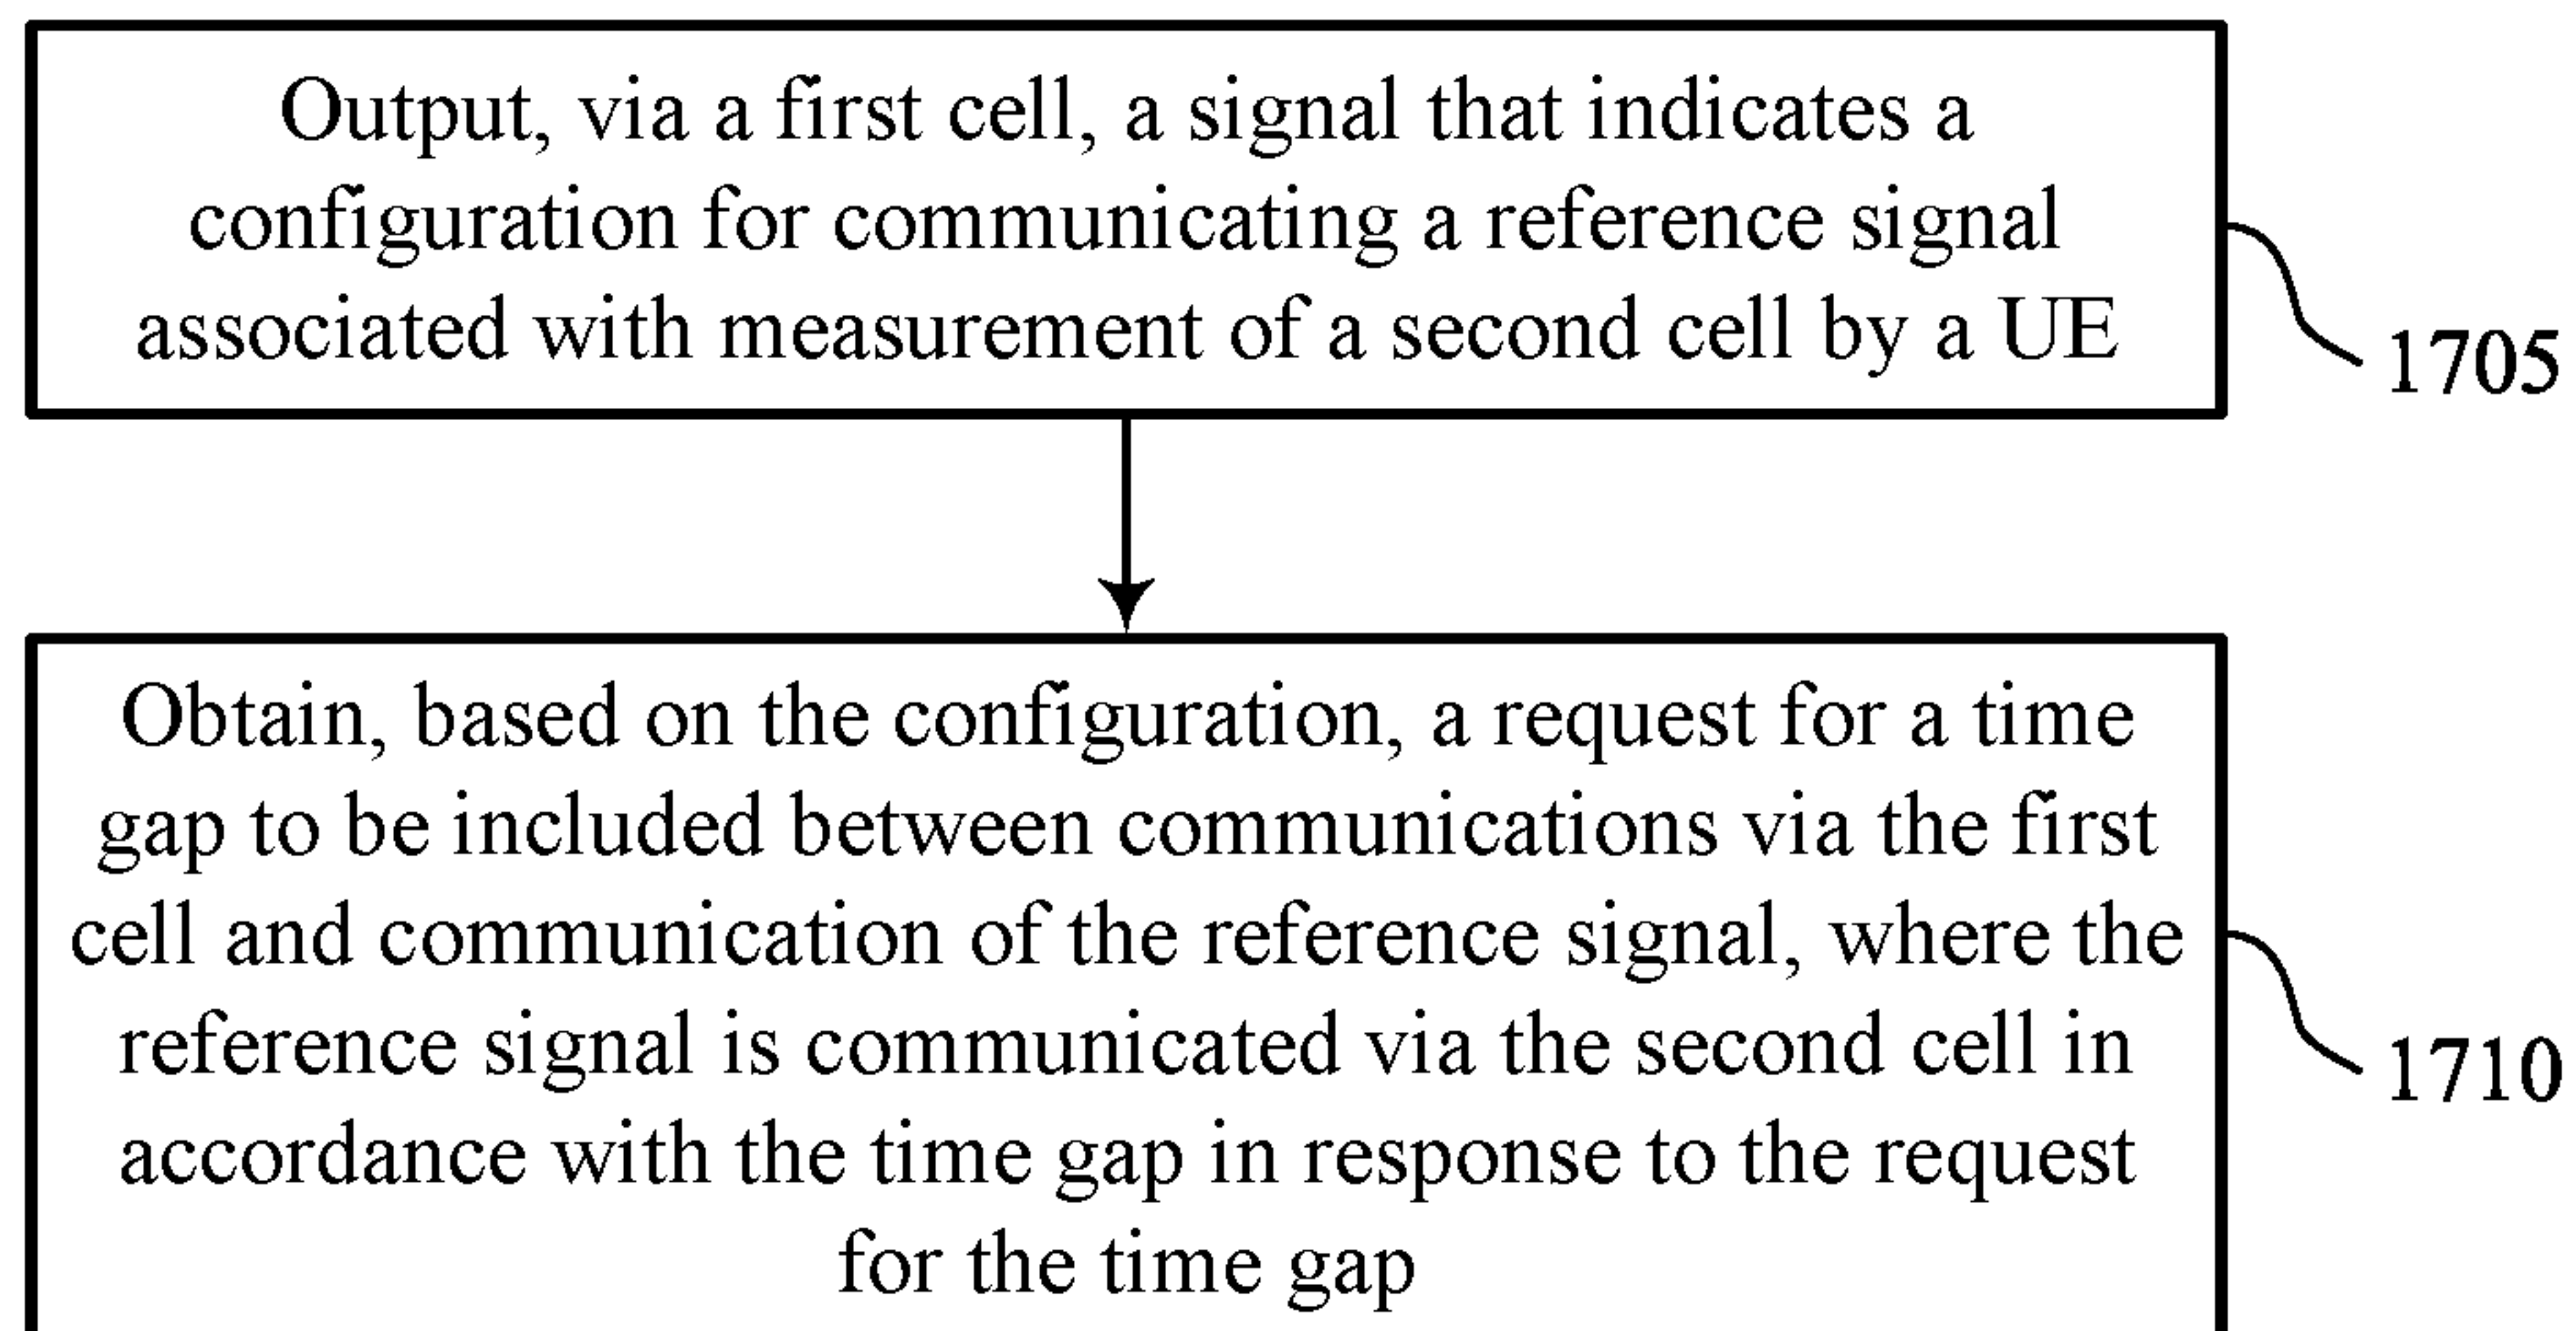 Output, via a first cell, a signal that indicates a
configuration for communicating a reference signal
associated with measurement of a second cell by a UE
1705
Obtain, based on the configuration, a request for a time
gap to be included between communications via the first
cell and communication of the reference signal, where the
reference signal is communicated via the second cell in
accordance with the time gap in response to the request
for the time gap
1710